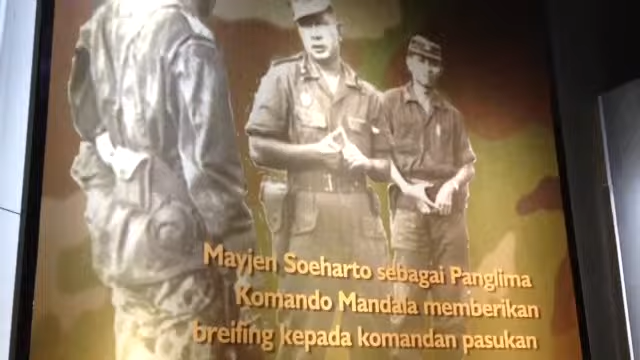 Mayjen Soeharto sebagai Panglima
Komando Mandala memberikan
breifing kepada komandan pasukan